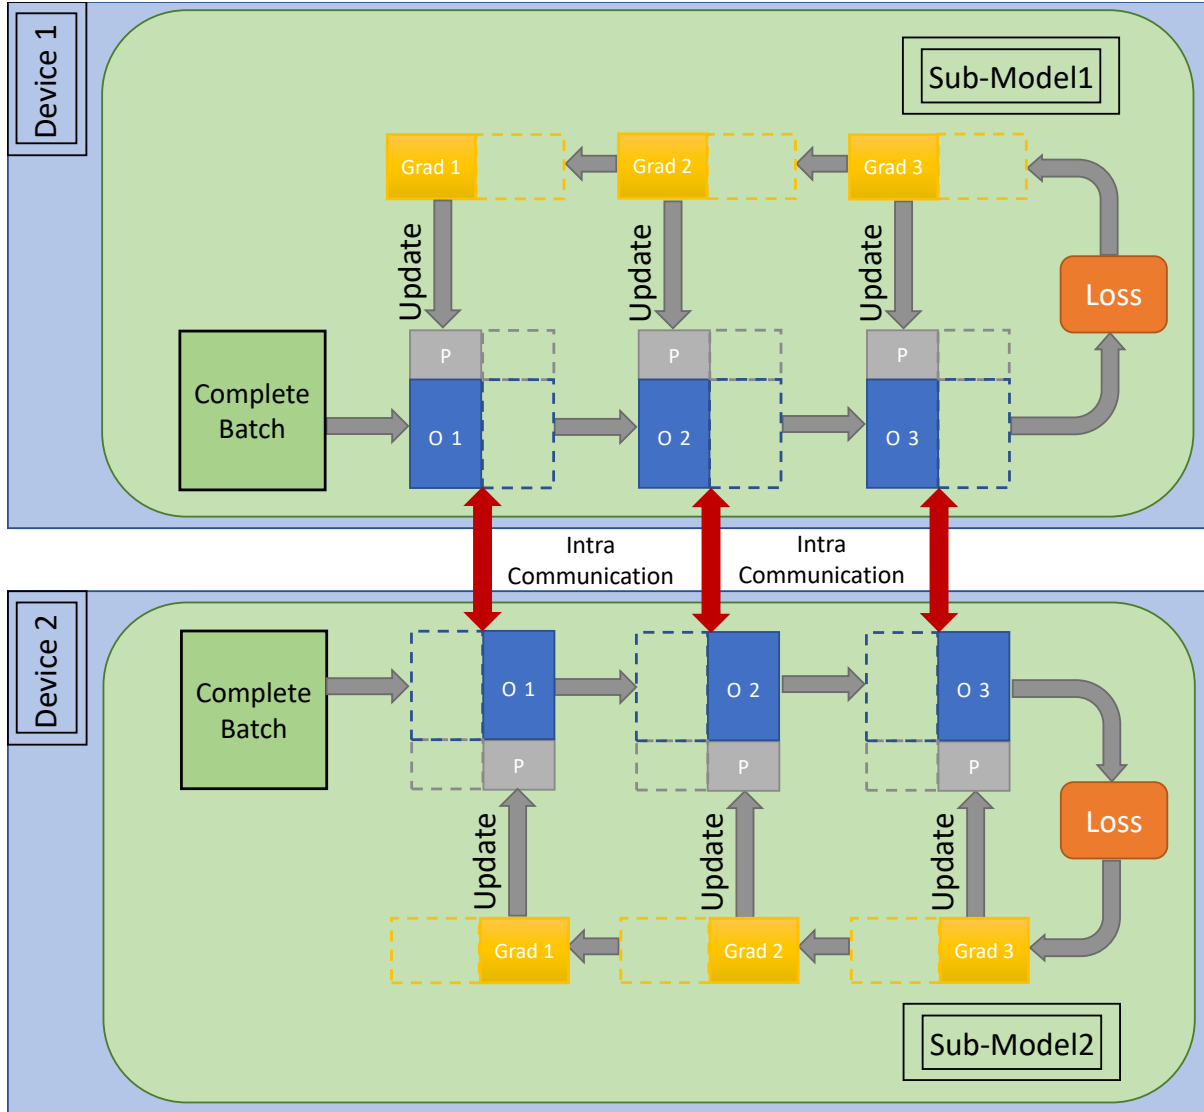 Device 1
Sub-Model1
Grad 1
Grad 2
Grad 3
Update
Update
Update
Loss
Complete
Batch
P
P
P
O 1
O 2
O 3
Intra
Communication
Intra
Communication
Device 2
Complete
Batch
O 1
O 2
O 3
P
P
P
Loss
Update
Update
Update
Grad 1
Grad 2
Grad 3
Sub-Model2